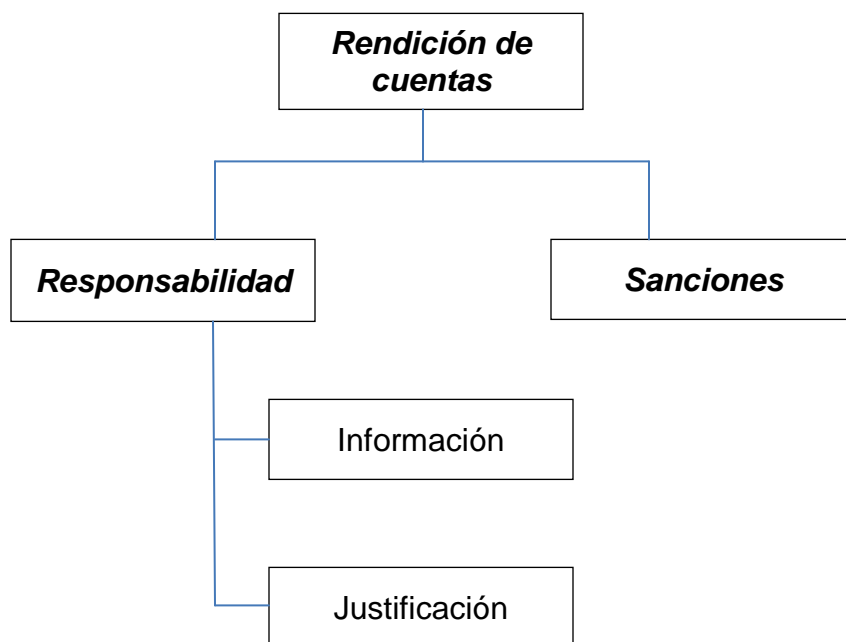 Rendición de
cuentas
Responsabilidad
Sanciones
Información
Justificación